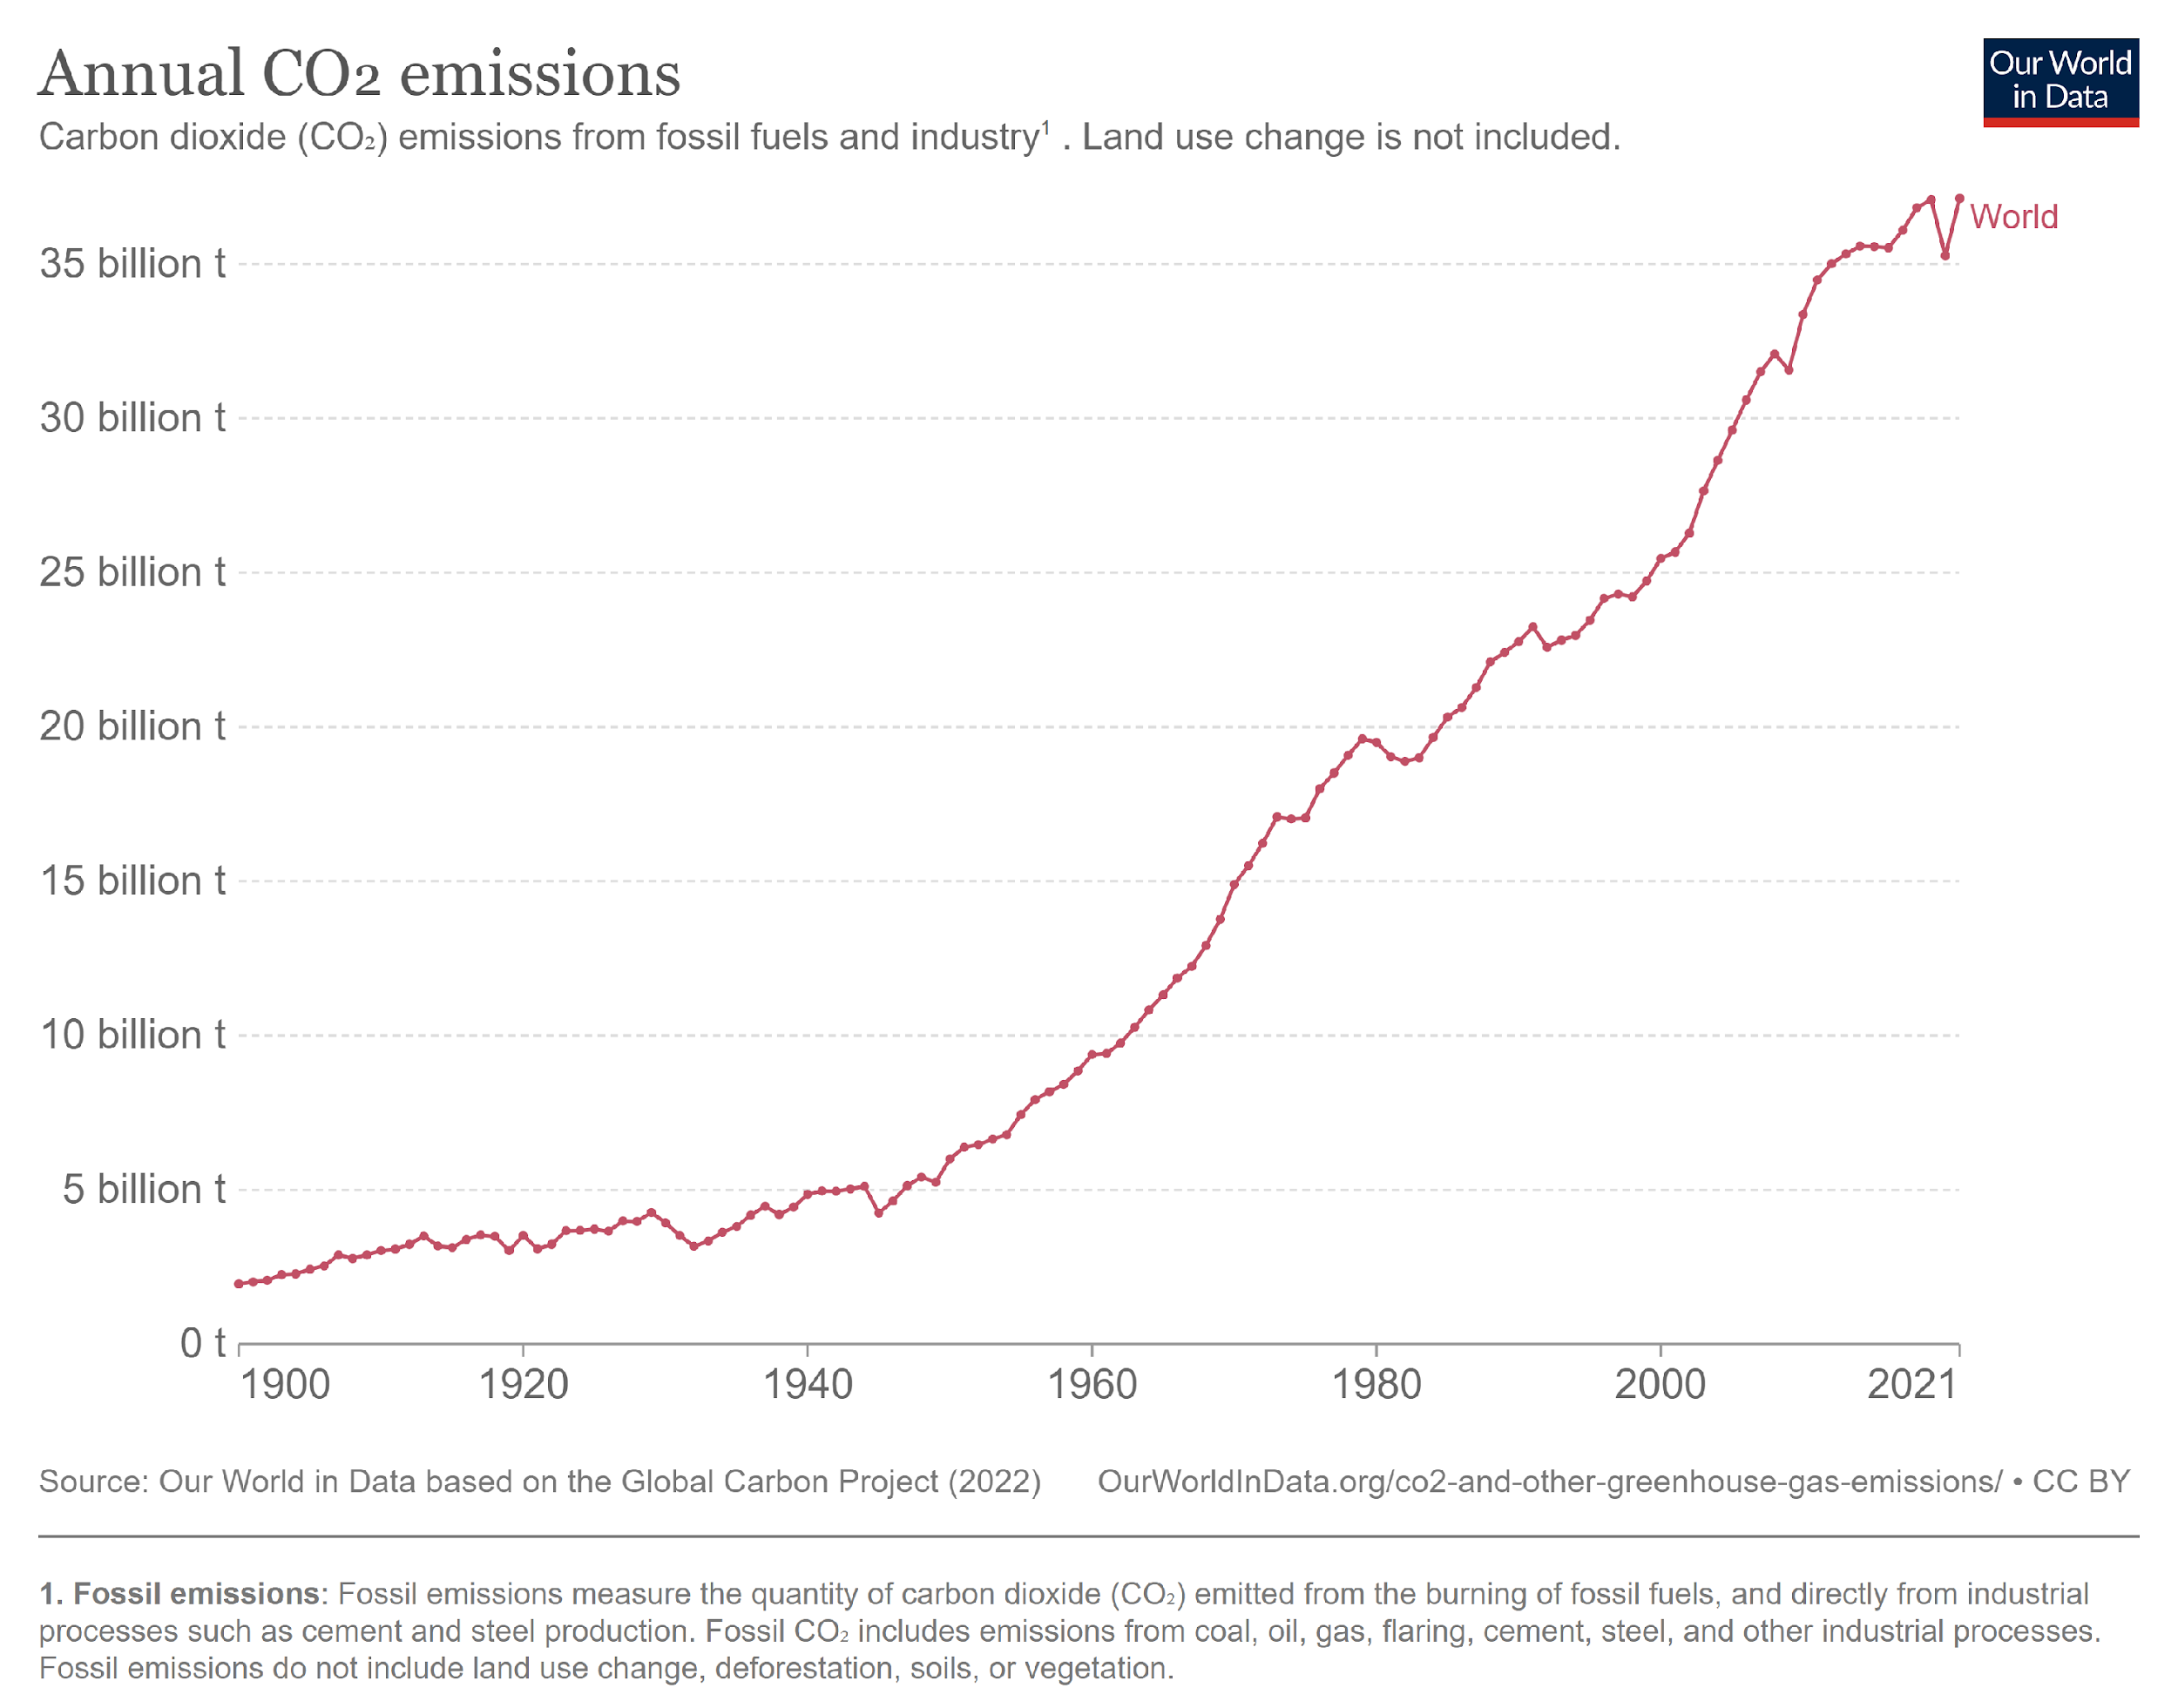 Annual CO2 emissions
Our World
in Data
Carbon dioxide (CO₂) emissions from fossil fuels and industry¹ . Land use change is not included.
World
35 billion t
30 billion t
25 billion t
20 billion t
15 billion t
10 billion t
5 billion t
0 t
1900 1920 1940 1960 1980 2000 2021
Source: Our World in Data based on the Global Carbon Project (2022) OurWorldInData.org/co2-and-other-greenhouse-gas-emissions/ • CC BY
1. Fossil emissions: Fossil emissions measure the quantity of carbon dioxide (CO₂) emitted from the burning of fossil fuels, and directly from industrial
processes such as cement and steel production. Fossil CO₂ includes emissions from coal, oil, gas, flaring, cement, steel, and other industrial processes.
Fossil emissions do not include land use change, deforestation, soils, or vegetation.